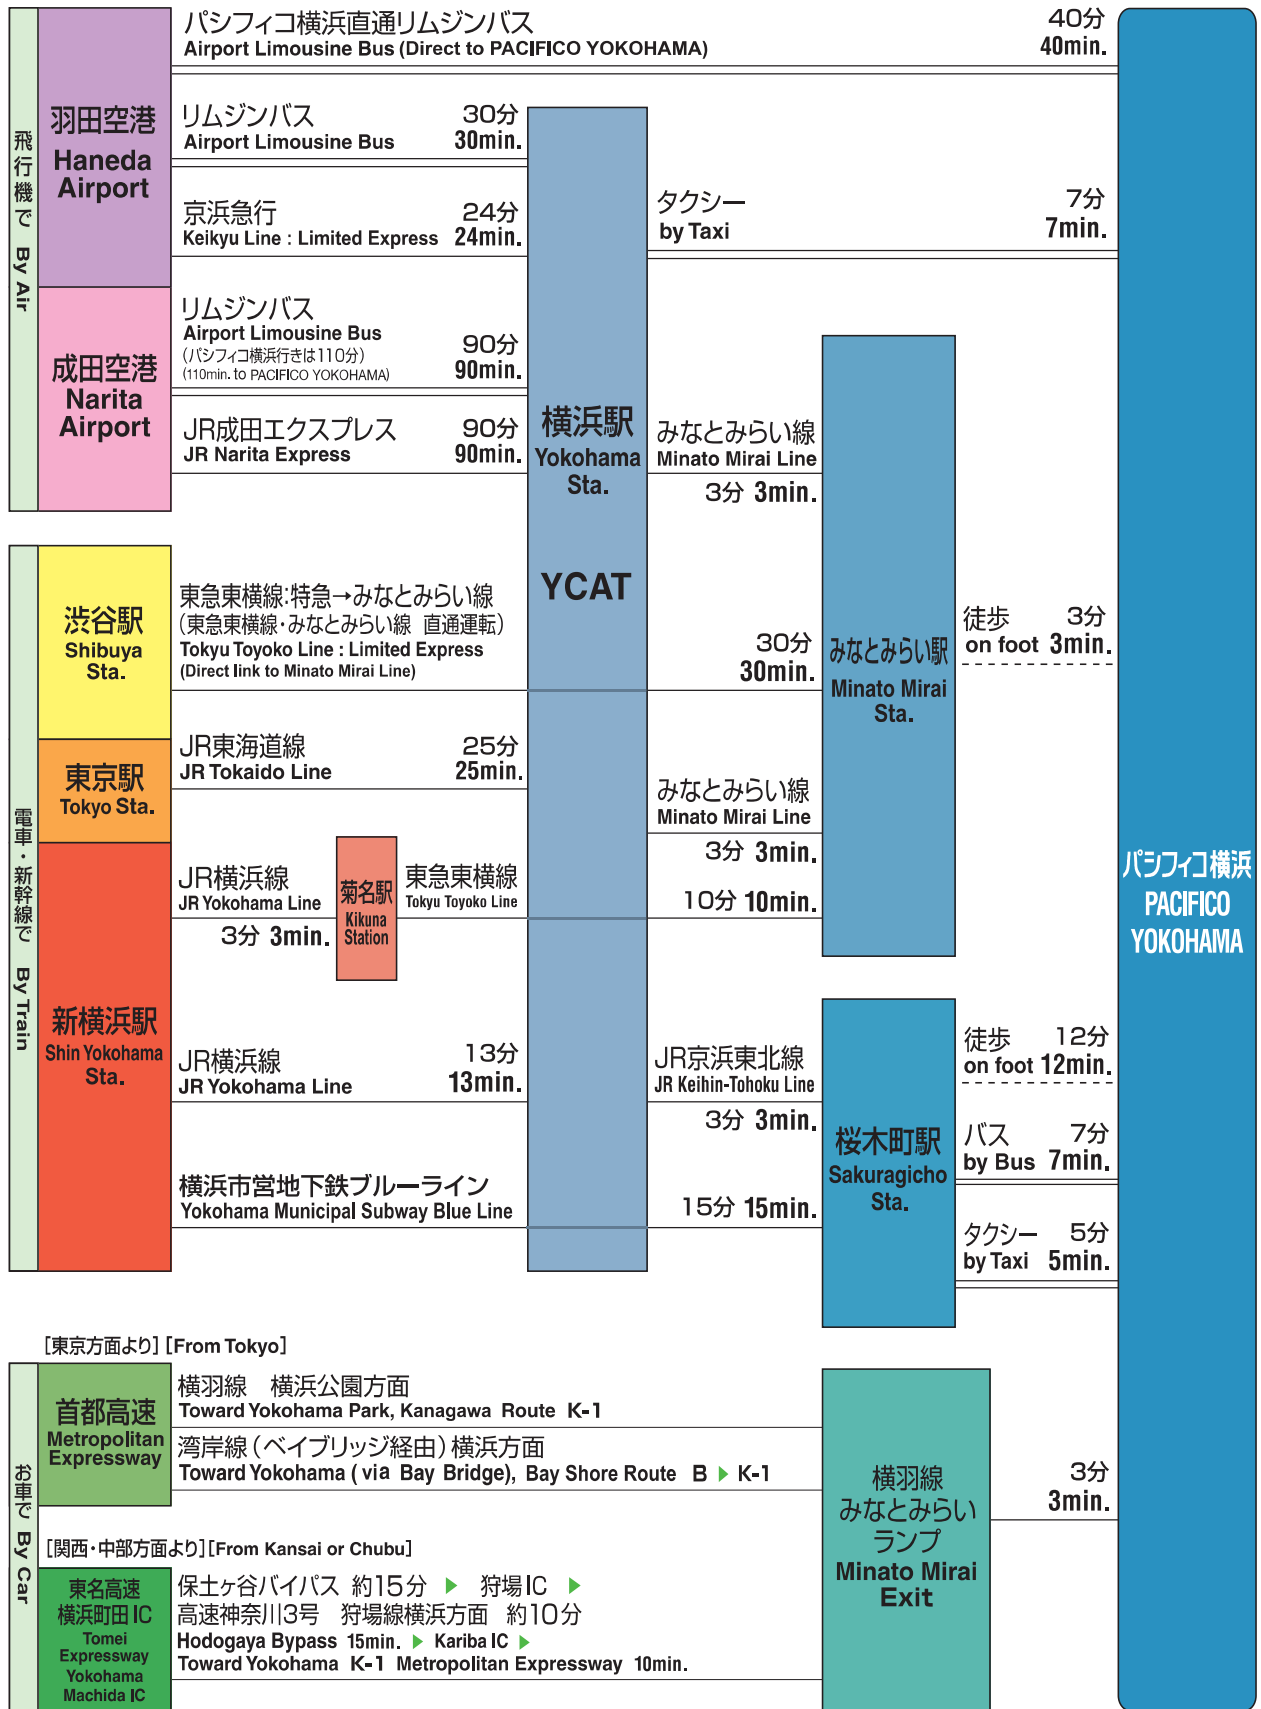 飛行機で By Air
羽田空港
Haneda
Airport
パシフィコ横浜直通リムジンバス 40分
Airport Limousine Bus (Direct to PACIFICO YOKOHAMA) 40min.
リムジンバス 30分
Airport Limousine Bus 30min.
京浜急行 24分
Keikyu Line : Limited Express 24min.
タクシー 7分
by Taxi 7min.
成田空港
Narita
Airport
リムジンバス
Airport Limousine Bus 90分
(パシフィコ横浜行きは110分)
(110min. to PACIFICO YOKOHAMA) 90min.
JR成田エクスプレス 90分
JR Narita Express 90min.
横浜駅
Yokohama
Sta.
YCAT
みなとみらい線
Minato Mirai Line
3分 3min.
電車・新幹線で By Train
渋谷駅
Shibuya
Sta.
東急東横線:特急→みなとみらい線
(東急東横線・みなとみらい線 直通運転)
Tokyu Toyoko Line : Limited Express
(Direct link to Minato Mirai Line)
30分
30min.
みなとみらい駅
Minato Mirai
Sta.
徒歩 3分
on foot 3min.
東京駅
Tokyo Sta.
JR東海道線 25分
JR Tokaido Line 25min.
みなとみらい線
Minato Mirai Line
3分 3min.
新横浜駅
Shin Yokohama
Sta.
JR横浜線
JR Yokohama Line
3分 3min.
菊名駅
Kikuna
Station
東急東横線
Tokyu Toyoko Line
10分 10min.
JR横浜線 13分
JR Yokohama Line 13min.
JR京浜東北線
JR Keihin-Tohoku Line
3分 3min.
横浜市営地下鉄ブルーライン
Yokohama Municipal Subway Blue Line
15分 15min.
桜木町駅
Sakuragicho
Sta.
徒歩 12分
on foot 12min.
バス 7分
by Bus 7min.
タクシー 5分
by Taxi 5min.
パシフィコ横浜
PACIFICO
YOKOHAMA
お車で By Car
[東京方面より] [From Tokyo]
首都高速
Metropolitan
Expressway
横羽線 横浜公園方面
Toward Yokohama Park, Kanagawa Route K-1
湾岸線(ベイブリッジ経由)横浜方面
Toward Yokohama ( via Bay Bridge), Bay Shore Route B ▶ K-1
[関西・中部方面より] [From Kansai or Chubu]
東名高速
横浜町田 IC
Tomei
Expressway
Yokohama
Machida IC
保土ヶ谷バイパス 約15分 ▶ 狩場IC ▶
高速神奈川3号 狩場線横浜方面 約10分
Hodogaya Bypass 15min. ▶ Kariba IC ▶
Toward Yokohama K-1 Metropolitan Expressway 10min.
横羽線
みなとみらい
ランプ
Minato Mirai
Exit
3分
3min.